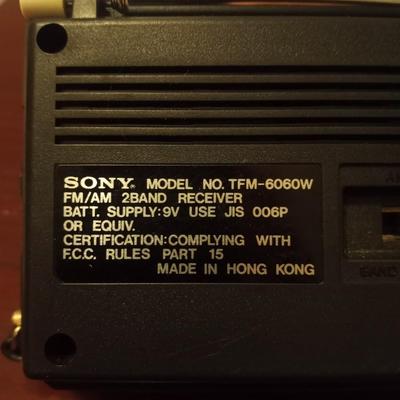 SONY. MODEL NO. TFM-6060W
FM/AM 2BAND RECEIVER
BATT. SUPPLY:9V USE JIS 006P
OR EQUIV.
CERTIFICATION:COMPLYING WITH
F.C.C. RULES PART 15
MADE IN HONG KONG
BAND